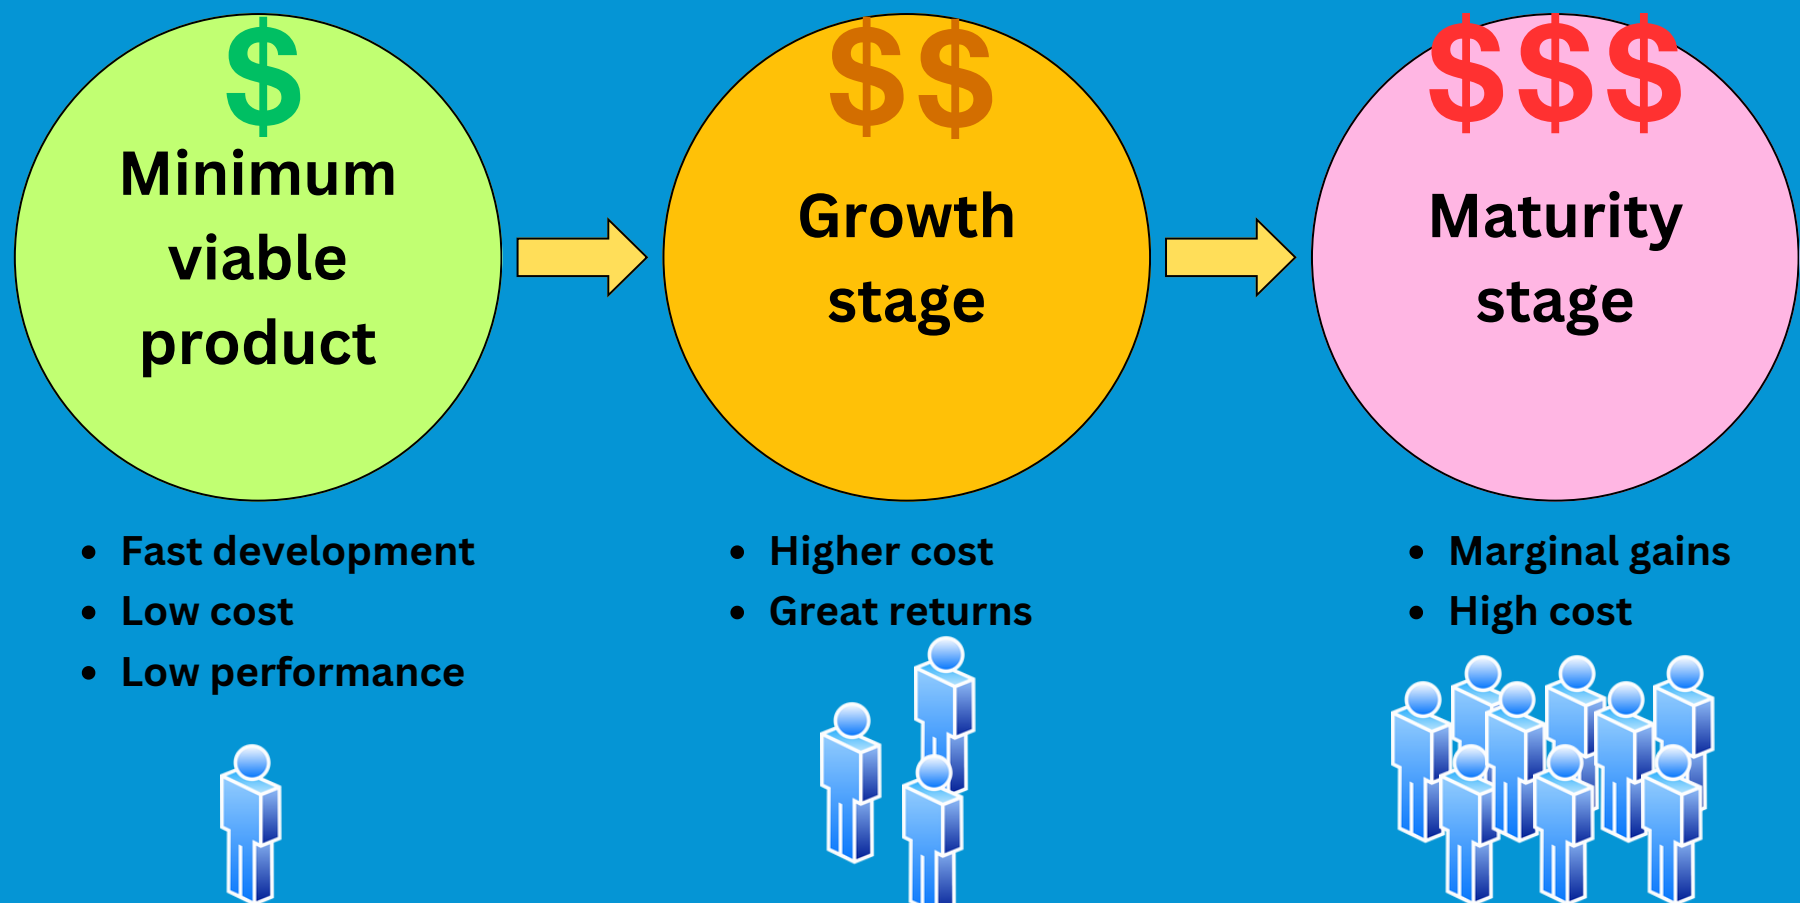 $
Minimum
viable
product
$$
Growth
stage
$$$
Maturity
stage
• Fast development
• Low cost
• Low performance
• Higher cost
• Great returns
• Marginal gains
• High cost